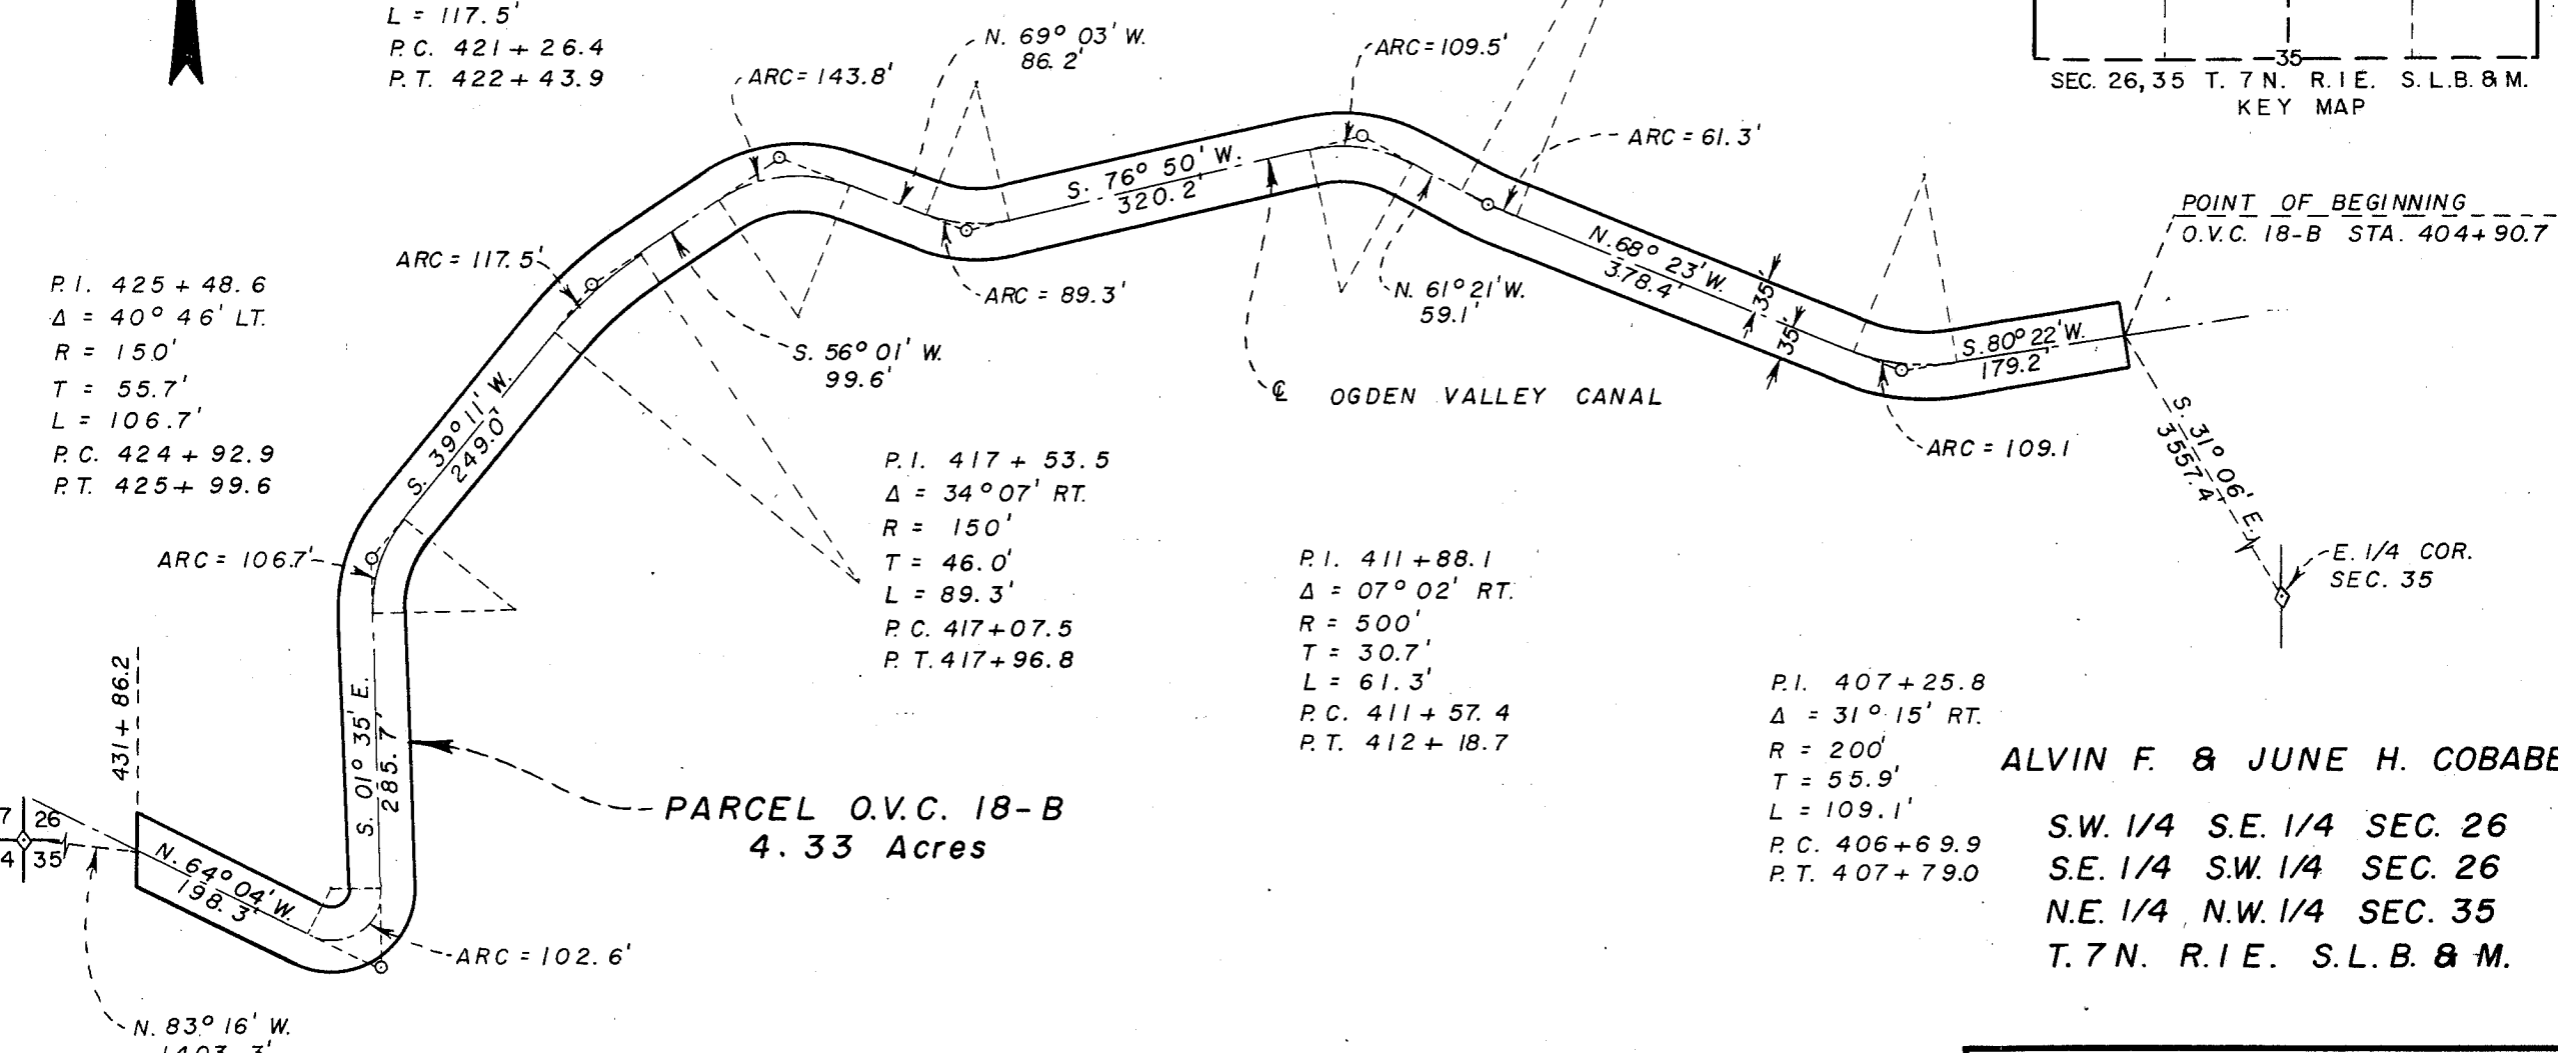 L = 117.5'
P.C. 421 + 26.4
P.T. 422 + 43.9
ARC = 143.8'
N. 69° 03' W.
86.2'
ARC = 109.5'
ARC = 61.3'
35
SEC. 26, 35 T. 7 N. R. 1 E. S.L.B. & M.
KEY MAP
POINT OF BEGINNING
O.V.C. 18-B STA. 404+90.7
S. 76° 50' W.
320.2'
N. 68° 23' W.
378.4'
35'
35'
S. 80° 22' W.
179.2'
ARC = 117.5'
ARC = 89.3'
N. 61° 21' W.
59.1'
S. 56° 01' W.
99.6'
℄ OGDEN VALLEY CANAL
ARC = 109.1
S. 31° 06' E.
3557.4'
E. 1/4 COR.
SEC. 35
P.I. 425 + 48.6
Δ = 40° 46' LT.
R = 150'
T = 55.7'
L = 106.7'
P.C. 424 + 92.9
P.T. 425 + 99.6
S. 39° 11' W.
249.0'
P.I. 417 + 53.5
Δ = 34° 07' RT.
R = 150'
T = 46.0'
L = 89.3'
P.C. 417+07.5
P.T. 417+96.8
ARC = 106.7'
P.I. 411 + 88.1
Δ = 07° 02' RT.
R = 500'
T = 30.7'
L = 61.3'
P.C. 411 + 57.4
P.T. 412 + 18.7
P.I. 407 + 25.8
Δ = 31° 15' RT.
R = 200'
T = 55.9'
L = 109.1'
P.C. 406+69.9
P.T. 407+79.0
431 + 86.2
S. 01° 35' E.
285.7'
PARCEL O.V.C. 18-B
4.33 Acres
7 26
4 35
N. 64° 04' W.
198.3'
ARC = 102.6'
N. 83° 16' W.
1403.3'
ALVIN F. & JUNE H. COBABE
S.W. 1/4 S.E. 1/4 SEC. 26
S.E. 1/4 S.W. 1/4 SEC. 26
N.E. 1/4 N.W. 1/4 SEC. 35
T. 7 N. R. 1 E. S.L.B. & M.